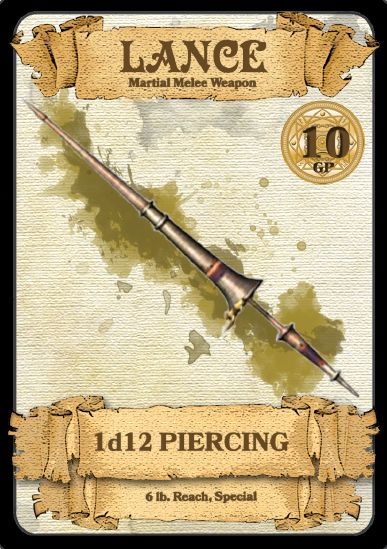 LANCE
Martial Melee Weapon
10
GP
1d12 PIERCING
6 lb. Reach, Special